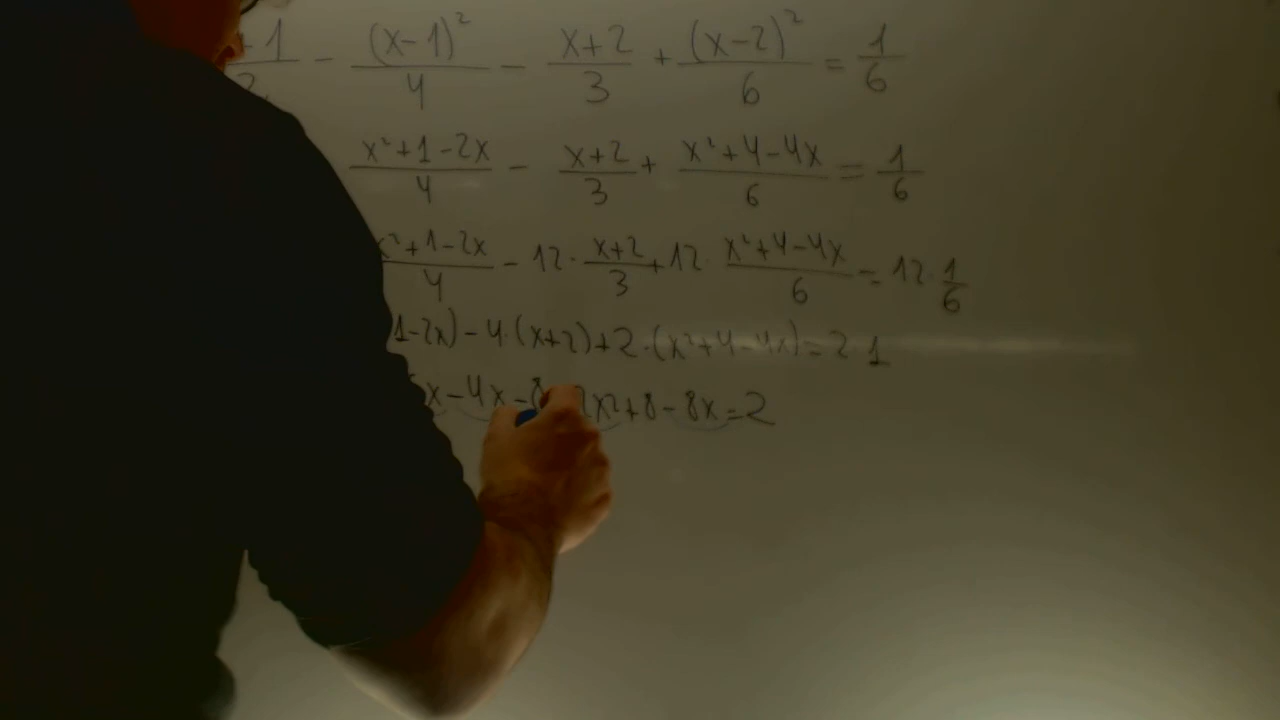 +1/2 - (x-1)²/4 - x+2/3 + (x-2)²/6 = 1/6
x²+1-2x/4 - x+2/3 + x²+4-4x/6 = 1/6
x²+1-2x/4 - 12· x+2/3 +12· x²+4-4x/6 = 12· 1/6
1-2x)-4·(x+2)+2·(x²+4-4x)=2·1
x-4x-8 2x²+8-8x=2